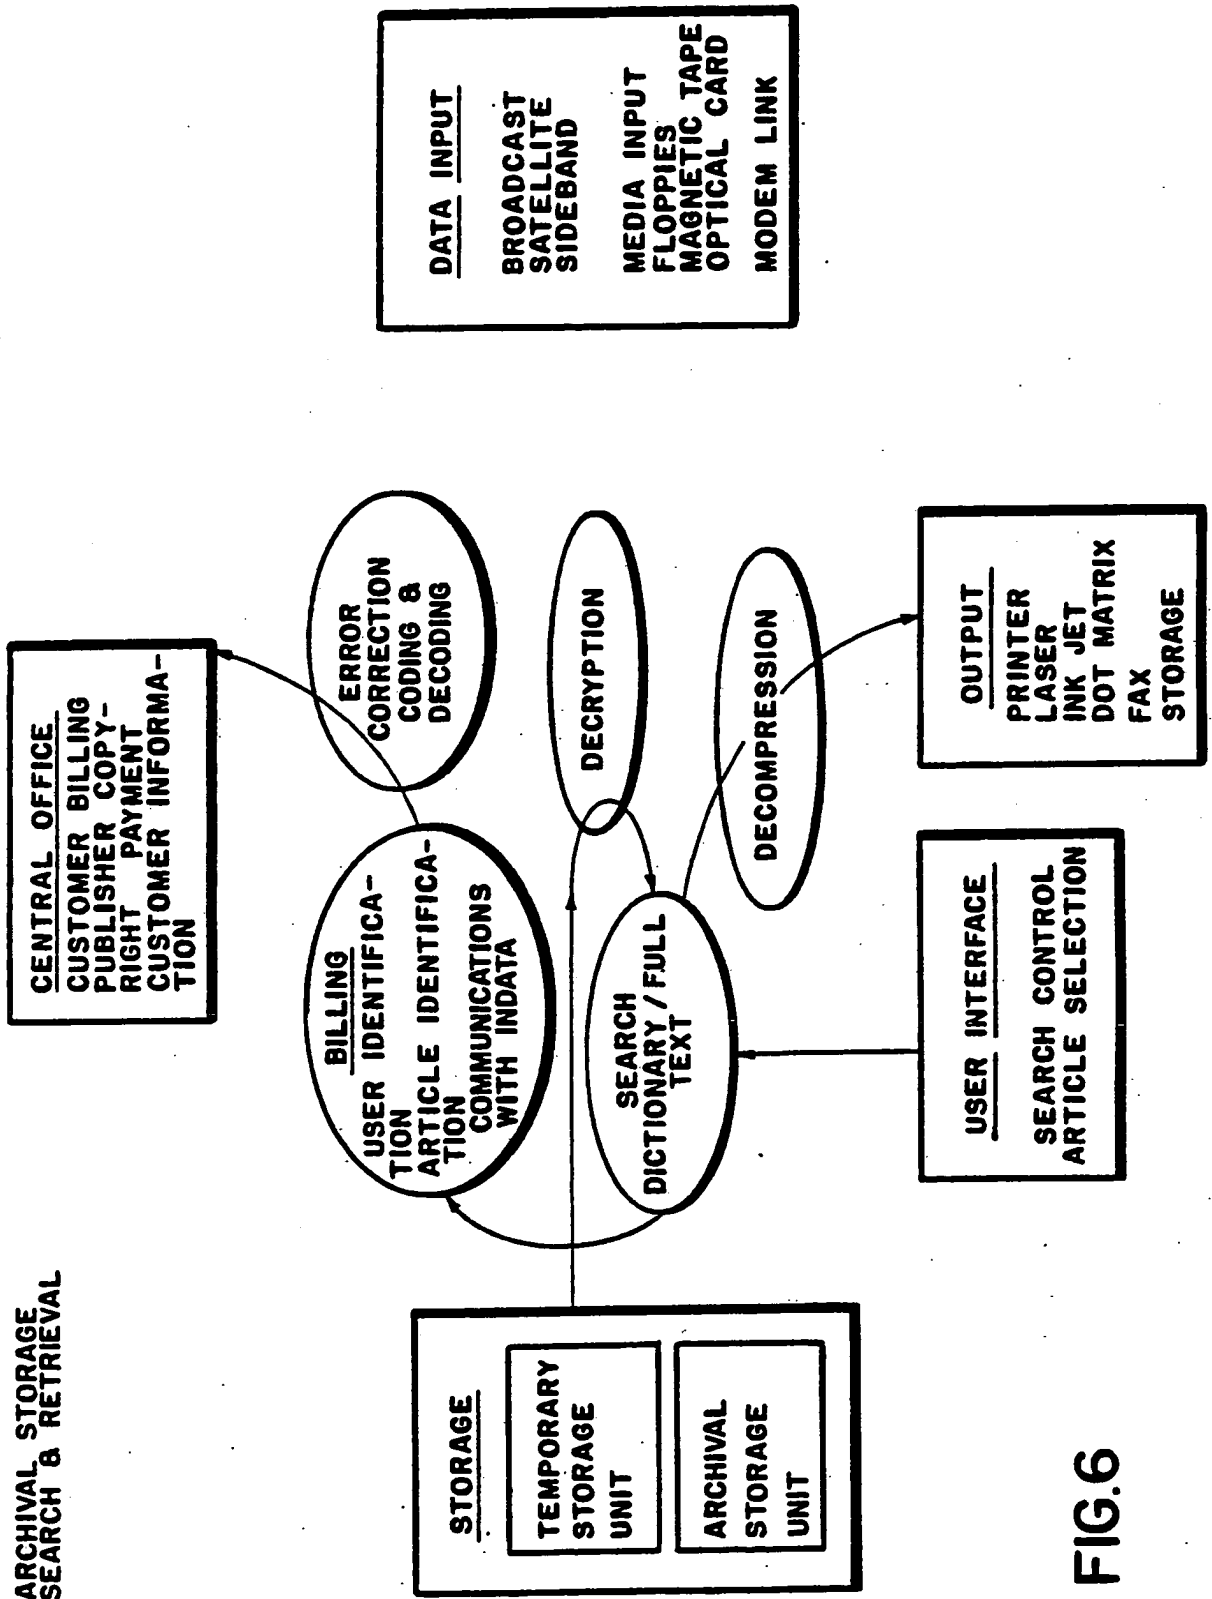 ARCHIVAL STORAGE
SEARCH & RETRIEVAL
CENTRAL OFFICE
CUSTOMER BILLING
PUBLISHER COPY-
RIGHT PAYMENT
CUSTOMER INFORMA-
TION
BILLING
USER IDENTIFICA-
TION
ARTICLE IDENTIFICA-
TION
COMMUNICATIONS
WITH INDATA
ERROR
CORRECTION
CODING &
DECODING
DATA INPUT
BROADCAST
SATELLITE
SIDEBAND
MEDIA INPUT
FLOPPIES
MAGNETIC TAPE
OPTICAL CARD
MODEM LINK
STORAGE
TEMPORARY
STORAGE
UNIT
ARCHIVAL
STORAGE
UNIT
SEARCH
DICTIONARY/FULL
TEXT
DECRYPTION
DECOMPRESSION
USER INTERFACE
SEARCH CONTROL
ARTICLE SELECTION
OUTPUT
PRINTER
LASER
INK JET
DOT MATRIX
FAX
STORAGE
FIG.6